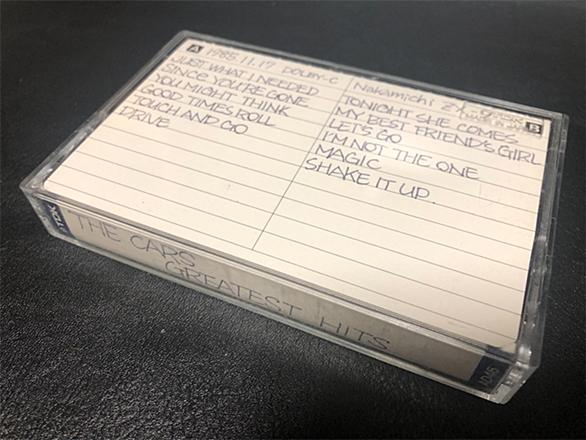 A 1985.11.17 DOLBY-C
JUST WHAT I NEEDED
SINCE YOU'RE GONE
YOU MIGHT THINK
GOOD TIMES ROLL
TOUCH AND GO
DRIVE
Nakamichi
B
TONIGHT SHE COMES
MY BEST FRIEND'S GIRL
LET'S GO
I'M NOT THE ONE
MAGIC
SHAKE IT UP.
TDK
THE CARS
GREATEST HITS
AD46